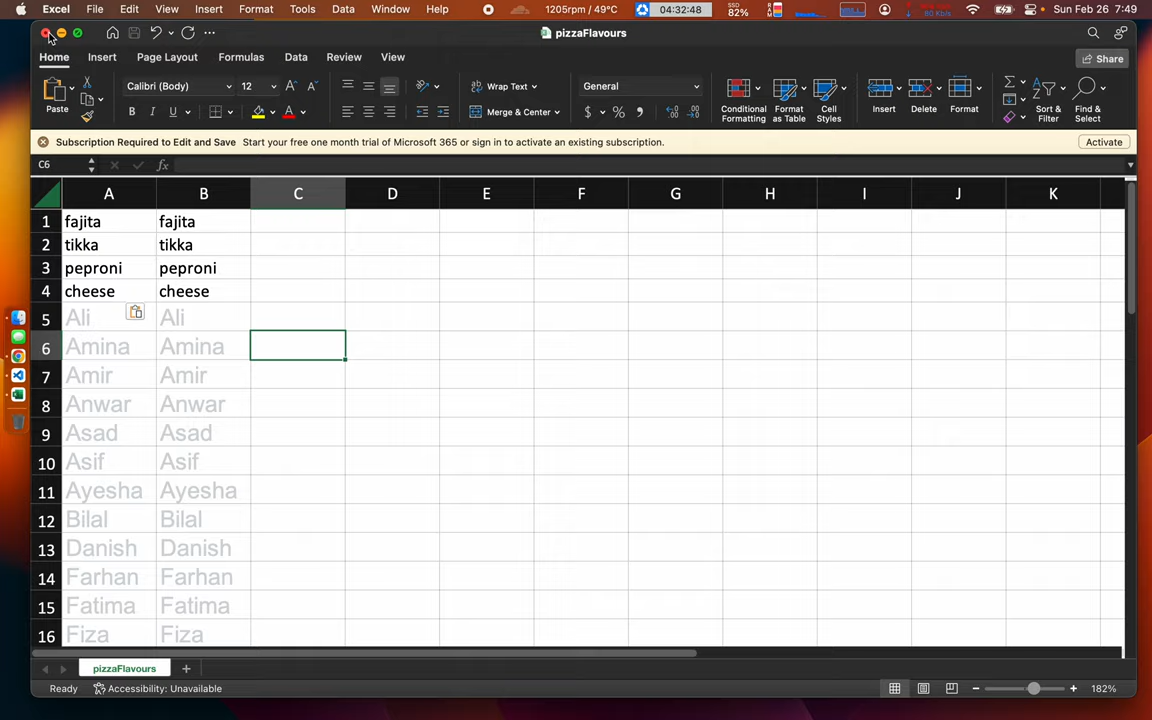 Excel File Edit View Insert Format Tools Data Window Help 1205rpm / 49°C 04:32:48 SSD 82% Sun Feb 26 7:49
pizzaFlavours
Home Insert Page Layout Formulas Data Review View Share
Paste Calibri (Body) 12 A A Wrap Text General Conditional Formatting Format as Table Cell Styles Insert Delete Format Sort & Filter Find & Select
B I U A Merge & Center $ %
Subscription Required to Edit and Save Start your free one month trial of Microsoft 365 or sign in to activate an existing subscription. Activate
C6 fx
A B C D E F G H I J K
1 fajita fajita
2 tikka tikka
3 peproni peproni
4 cheese cheese
5 Ali Ali
6 Amina Amina
7 Amir Amir
8 Anwar Anwar
9 Asad Asad
10 Asif Asif
11 Ayesha Ayesha
12 Bilal Bilal
13 Danish Danish
14 Farhan Farhan
15 Fatima Fatima
16 Fiza Fiza
pizzaFlavours +
Ready Accessibility: Unavailable 182%